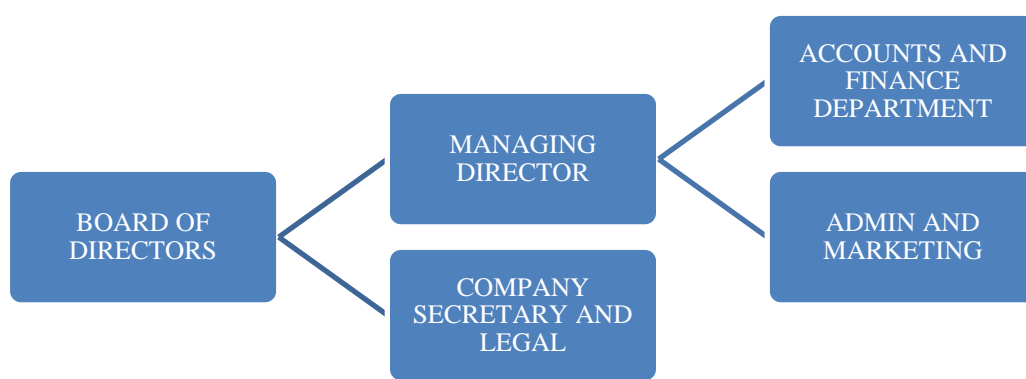 BOARD OF
DIRECTORS
MANAGING
DIRECTOR
COMPANY
SECRETARY AND
LEGAL
ACCOUNTS AND
FINANCE
DEPARTMENT
ADMIN AND
MARKETING